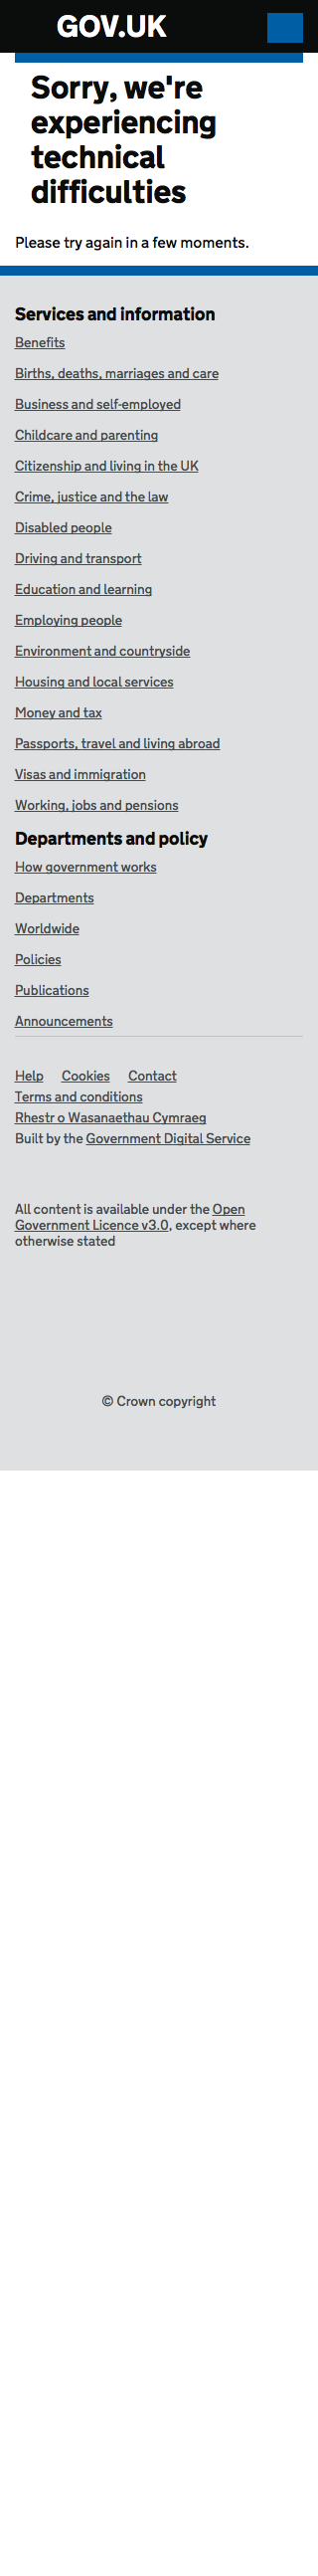 GOV.UK
Sorry, we're
experiencing
technical
difficulties
Please try again in a few moments.
Services and information
Benefits
Births, deaths, marriages and care
Business and self-employed
Childcare and parenting
Citizenship and living in the UK
Crime, justice and the law
Disabled people
Driving and transport
Education and learning
Employing people
Environment and countryside
Housing and local services
Money and tax
Passports, travel and living abroad
Visas and immigration
Working, jobs and pensions
Departments and policy
How government works
Departments
Worldwide
Policies
Publications
Announcements
Help Cookies Contact
Terms and conditions
Rhestr o Wasanaethau Cymraeg
Built by the Government Digital Service
All content is available under the Open
Government Licence v3.0, except where
otherwise stated
© Crown copyright